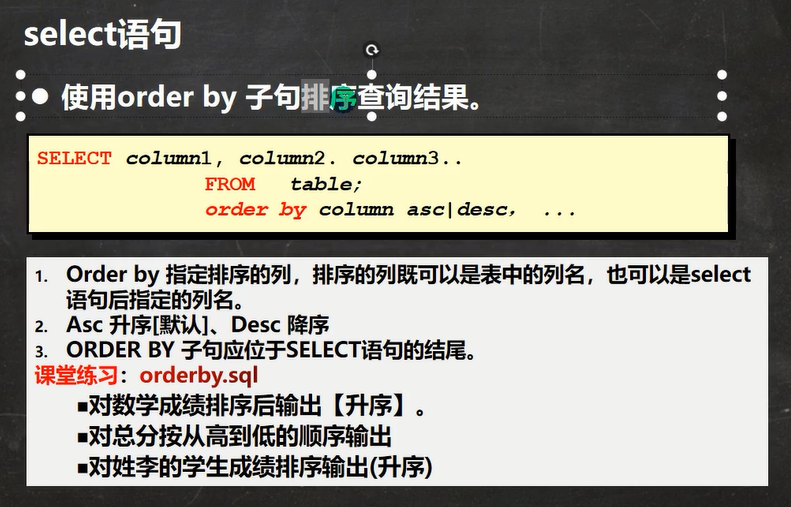 select语句
● 使用order by 子句排序查询结果。
SELECT column1, column2. column3..
FROM table;
order by column asc|desc, ...
1. Order by 指定排序的列，排序的列既可以是表中的列名，也可以是select
语句后指定的列名。
2. Asc 升序[默认]、Desc 降序
3. ORDER BY 子句应位于SELECT语句的结尾。
课堂练习：orderby.sql
▪对数学成绩排序后输出【升序】。
▪对总分按从高到低的顺序输出
▪对姓李的学生成绩排序输出(升序)